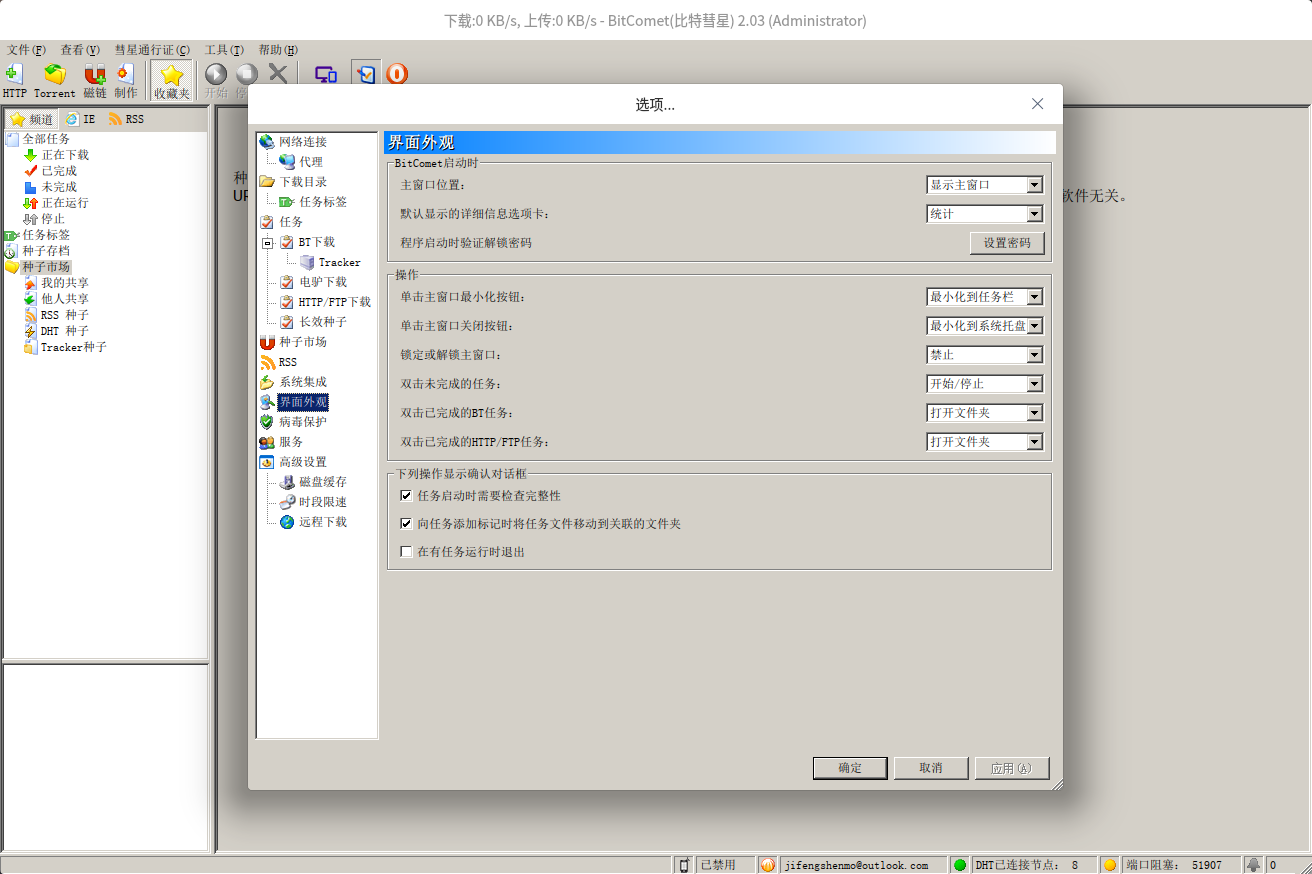 下载:0 KB/s, 上传:0 KB/s - BitComet(比特彗星) 2.03 (Administrator)
文件(F) 查看(V) 彗星通行证(C) 工具(T) 帮助(H)
HTTP Torrent 磁链 制作 收藏夹 开始
频道 IE RSS
全部任务
正在下载
已完成
未完成
正在运行
停止
任务标签
种子存档
种子市场
我的共享
他人共享
RSS 种子
DHT 种子
Tracker种子
种
软件无关。
选项...
网络连接
代理
下载目录
任务标签
任务
BT下载
Tracker
电驴下载
HTTP/FTP下载
长效种子
种子市场
RSS
系统集成
界面外观
病毒保护
服务
高级设置
磁盘缓存
时段限速
远程下载
界面外观
BitComet启动时
主窗口位置: 显示主窗口
默认显示的详细信息选项卡: 统计
程序启动时验证解锁密码 设置密码
操作
单击主窗口最小化按钮: 最小化到任务栏
单击主窗口关闭按钮: 最小化到系统托盘
锁定或解锁主窗口: 禁止
双击未完成的任务: 开始/停止
双击已完成的BT任务: 打开文件夹
双击已完成的HTTP/FTP任务: 打开文件夹
下列操作显示确认对话框
任务启动时需要检查完整性
向任务添加标记时将任务文件移动到关联的文件夹
在有任务运行时退出
确定 取消 应用(A)
已禁用 jifengshenmo@outlook.com DHT已连接节点: 8 端口阻塞: 51907 0